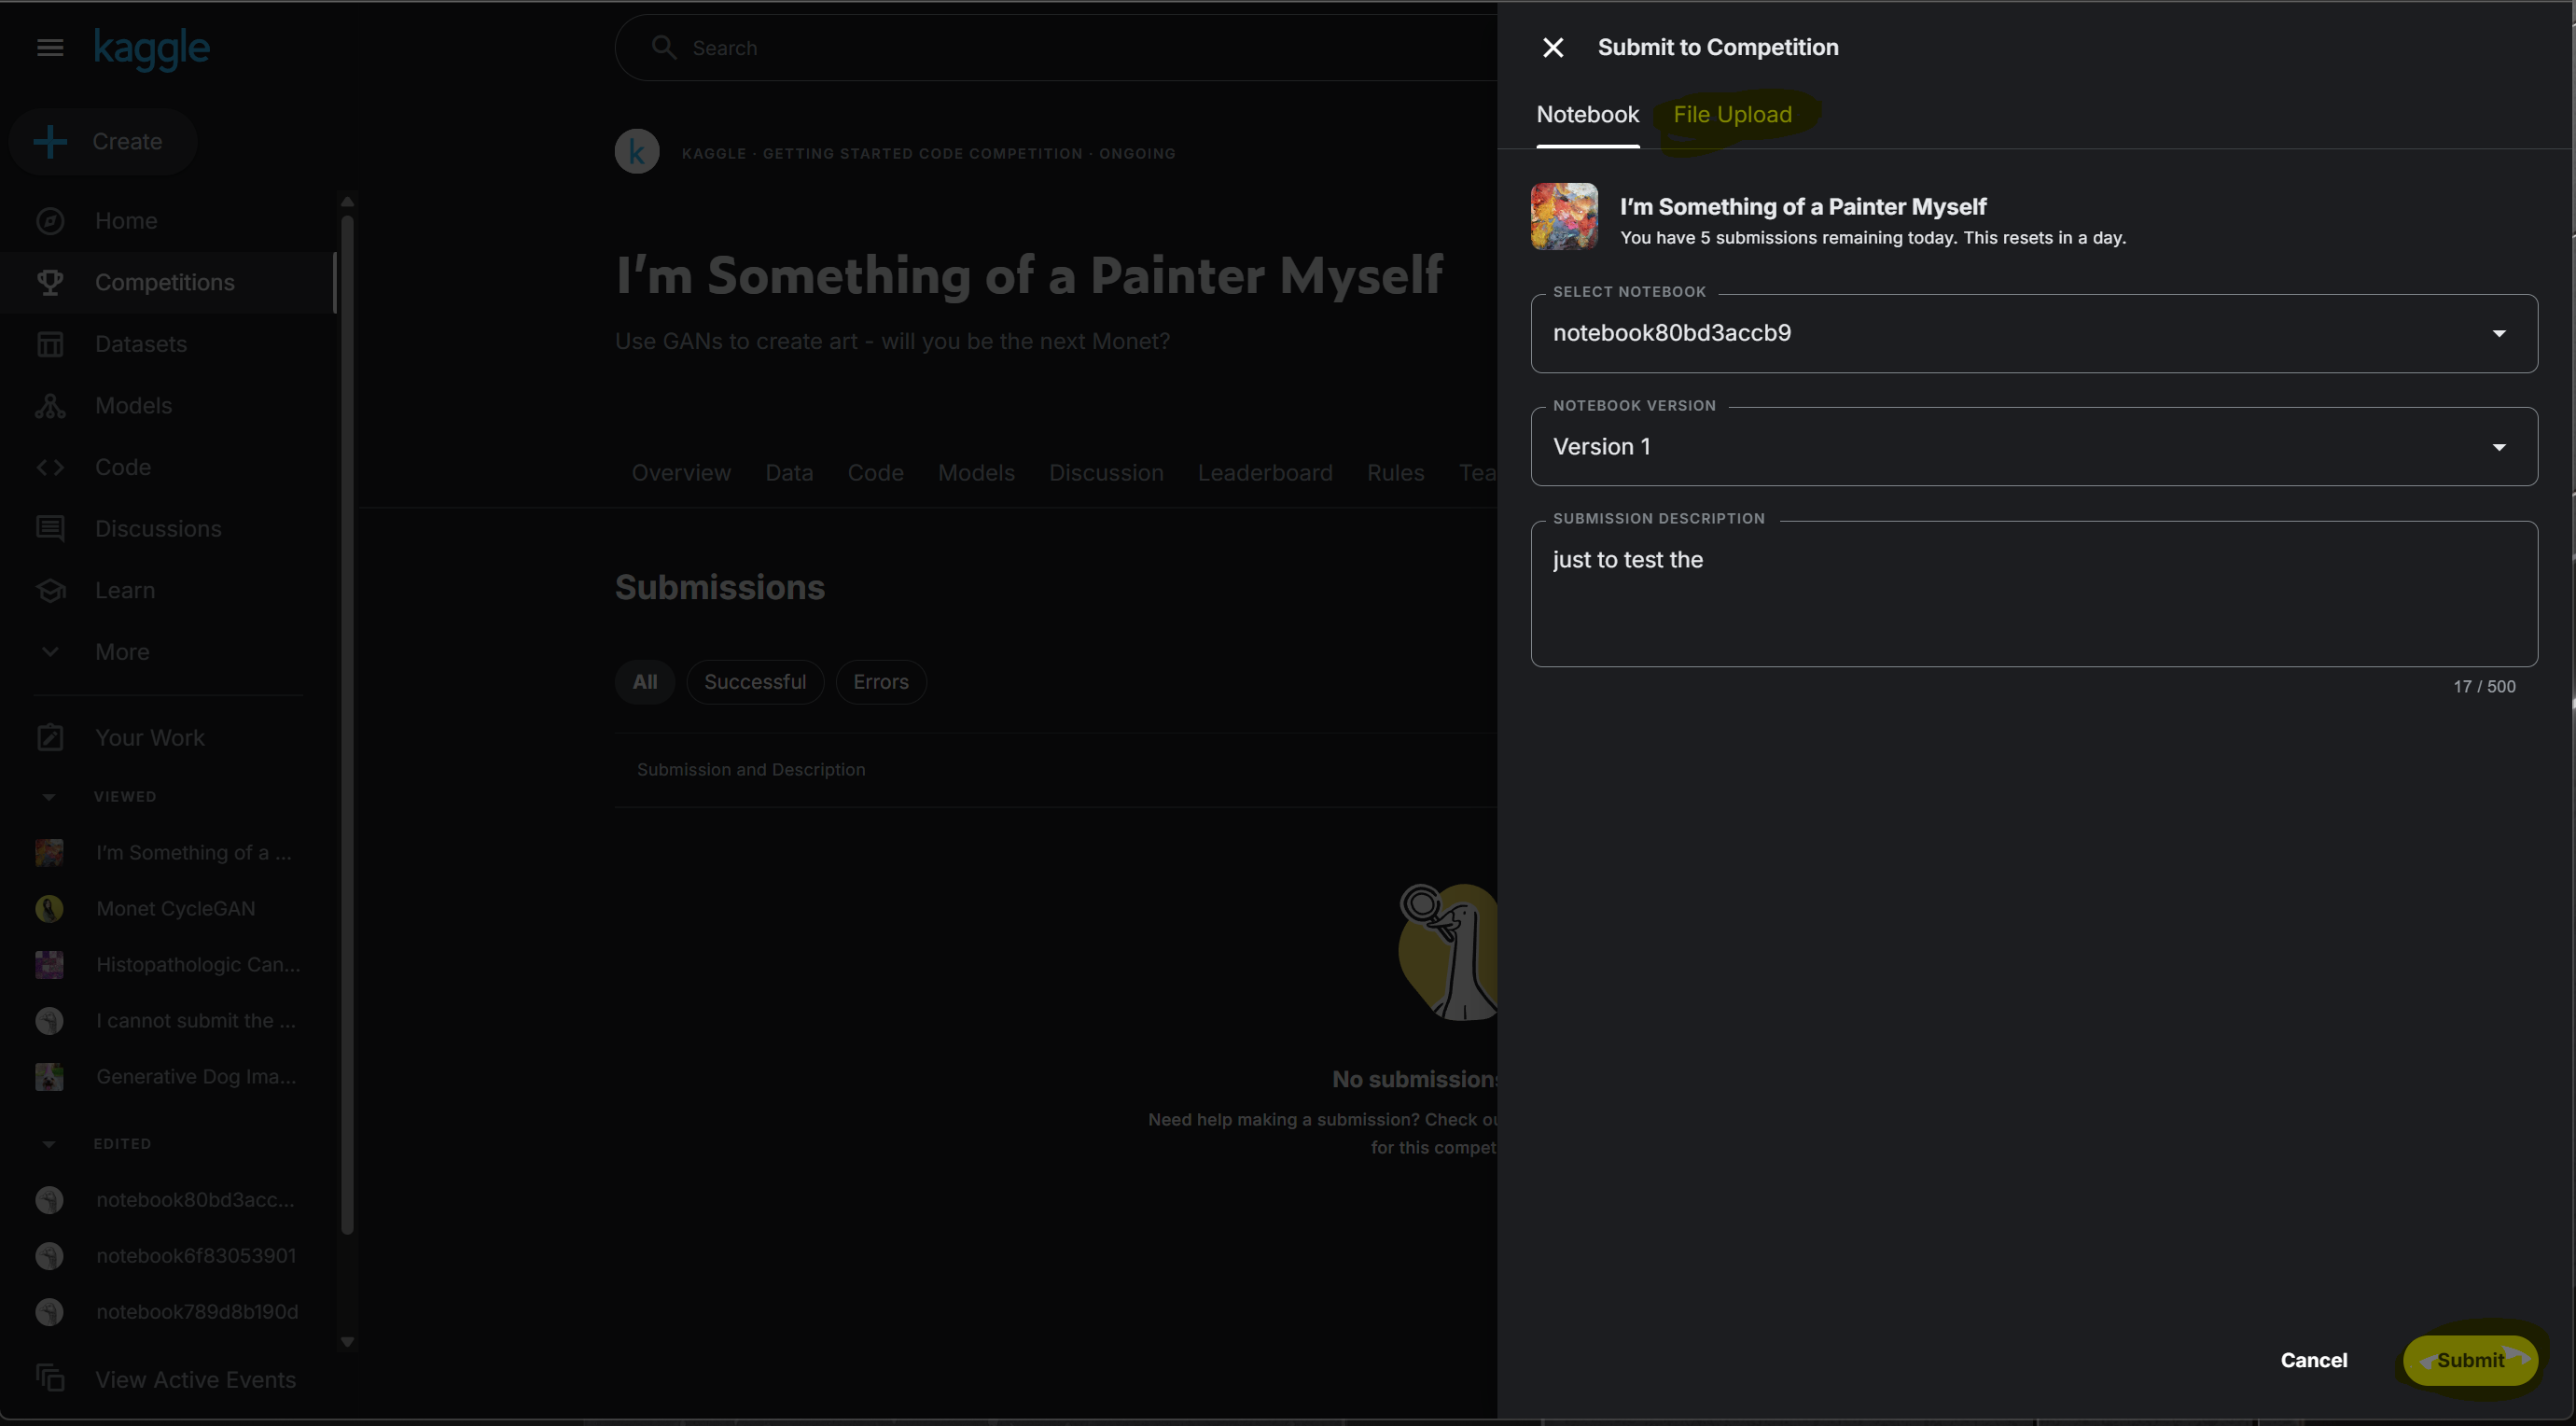 kaggle
Search
Create
Home
Competitions
Datasets
Models
Code
Discussions
Learn
More
Your Work
VIEWED
I'm Something of a ...
Monet CycleGAN
Histopathologic Can...
I cannot submit the ...
Generative Dog Ima...
EDITED
notebook80bd3acc...
notebook6f83053901
notebook789d8b190d
View Active Events
k
KAGGLE · GETTING STARTED CODE COMPETITION · ONGOING
I'm Something of a Painter Myself
Use GANs to create art - will you be the next Monet?
Overview Data Code Models Discussion Leaderboard Rules Tea
Submissions
All Successful Errors
Submission and Description
No submissions
Need help making a submission? Check ou
for this compet
Submit to Competition
Notebook File Upload
I'm Something of a Painter Myself
You have 5 submissions remaining today. This resets in a day.
SELECT NOTEBOOK
notebook80bd3accb9
NOTEBOOK VERSION
Version 1
SUBMISSION DESCRIPTION
just to test the
17 / 500
Cancel Submit